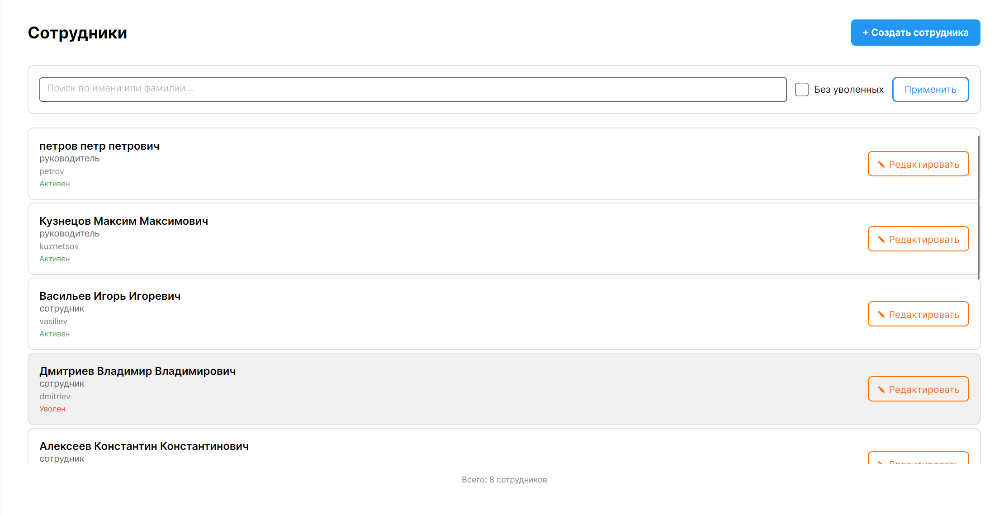 Сотрудники
+ Создать сотрудника
Поиск по имени или фамилии...
Без уволенных
Применить
петров петр петрович
руководитель
petrov
Активен
Редактировать
Кузнецов Максим Максимович
руководитель
kuznetsov
Активен
Редактировать
Васильев Игорь Игоревич
сотрудник
vasiliev
Активен
Редактировать
Дмитриев Владимир Владимирович
сотрудник
dmitriev
Уволен
Редактировать
Алексеев Константин Константинович
сотрудник
Редактировать
Всего: 8 сотрудников